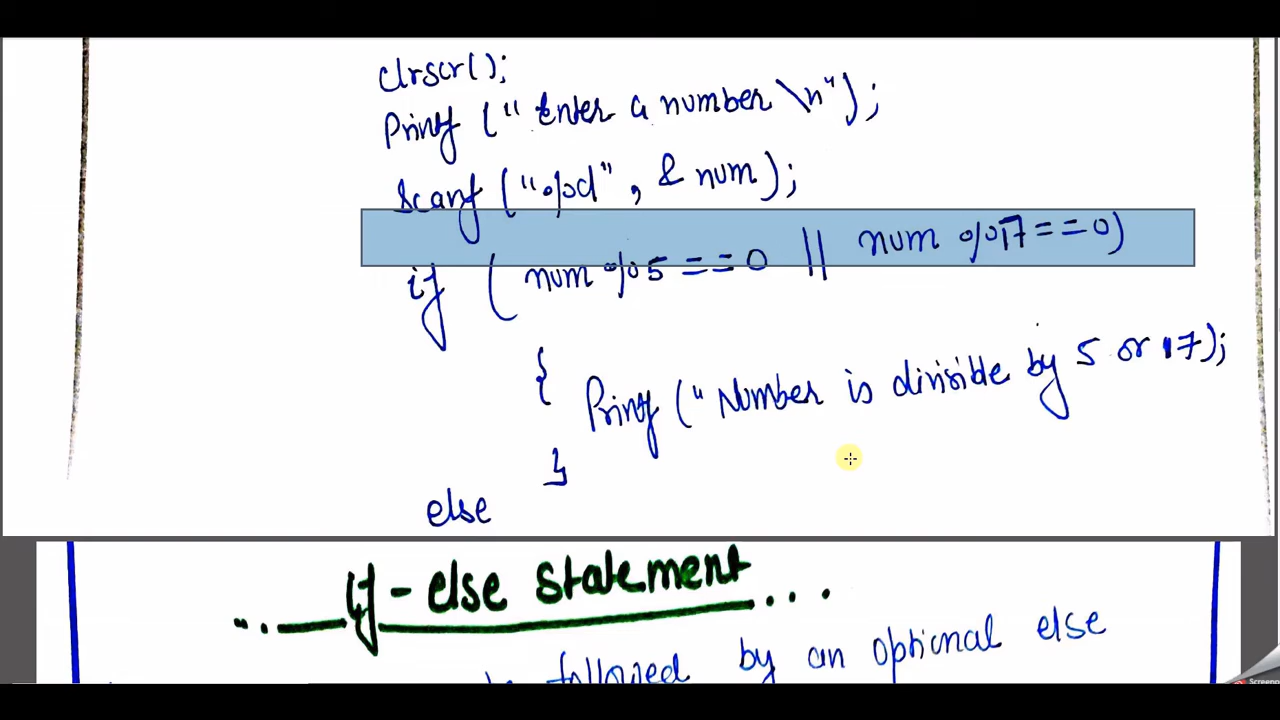 clrscr();
Printf ("Enter a number \n");
Scanf ("%d", & num);
if ( num %5 == 0 || num %17 == 0)
{ Printf ("Number is divisible by 5 or 17);
}
else
if - else statement
followed by an optional else